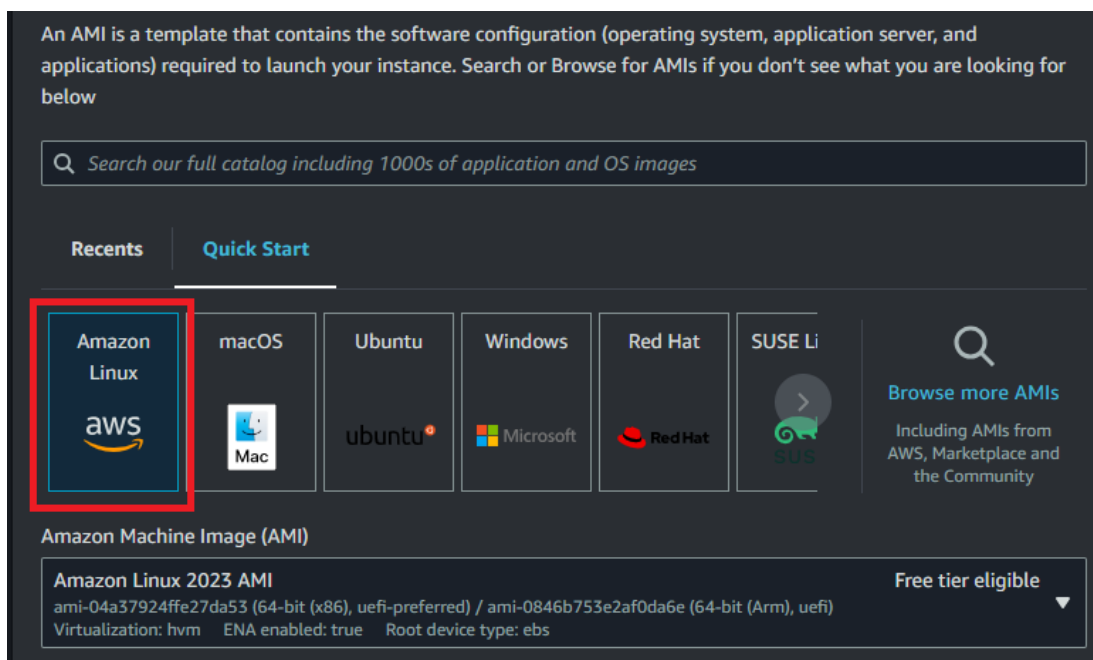 An AMI is a template that contains the software configuration (operating system, application server, and
applications) required to launch your instance. Search or Browse for AMIs if you don’t see what you are looking for
below
Search our full catalog including 1000s of application and OS images
Recents
Quick Start
Amazon
Linux
aws
macOS
Mac
Ubuntu
ubuntu
Windows
Microsoft
Red Hat
Red Hat
SUSE Li
SUS
Browse more AMIs
Including AMIs from
AWS, Marketplace and
the Community
Amazon Machine Image (AMI)
Amazon Linux 2023 AMI
Free tier eligible
ami-04a37924ffe27da53 (64-bit (x86), uefi-preferred) / ami-0846b753e2af0da6e (64-bit (Arm), uefi)
Virtualization: hvm ENA enabled: true Root device type: ebs